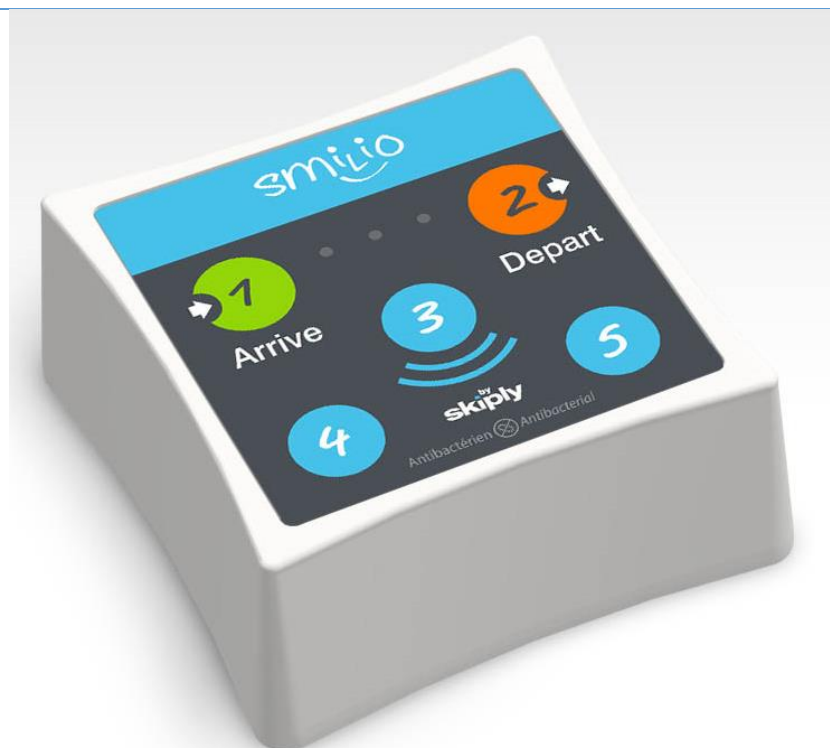 smilio
1
2
Arrive
Depart
3
4
5
by
skiply
Antibactérien Antibacterial